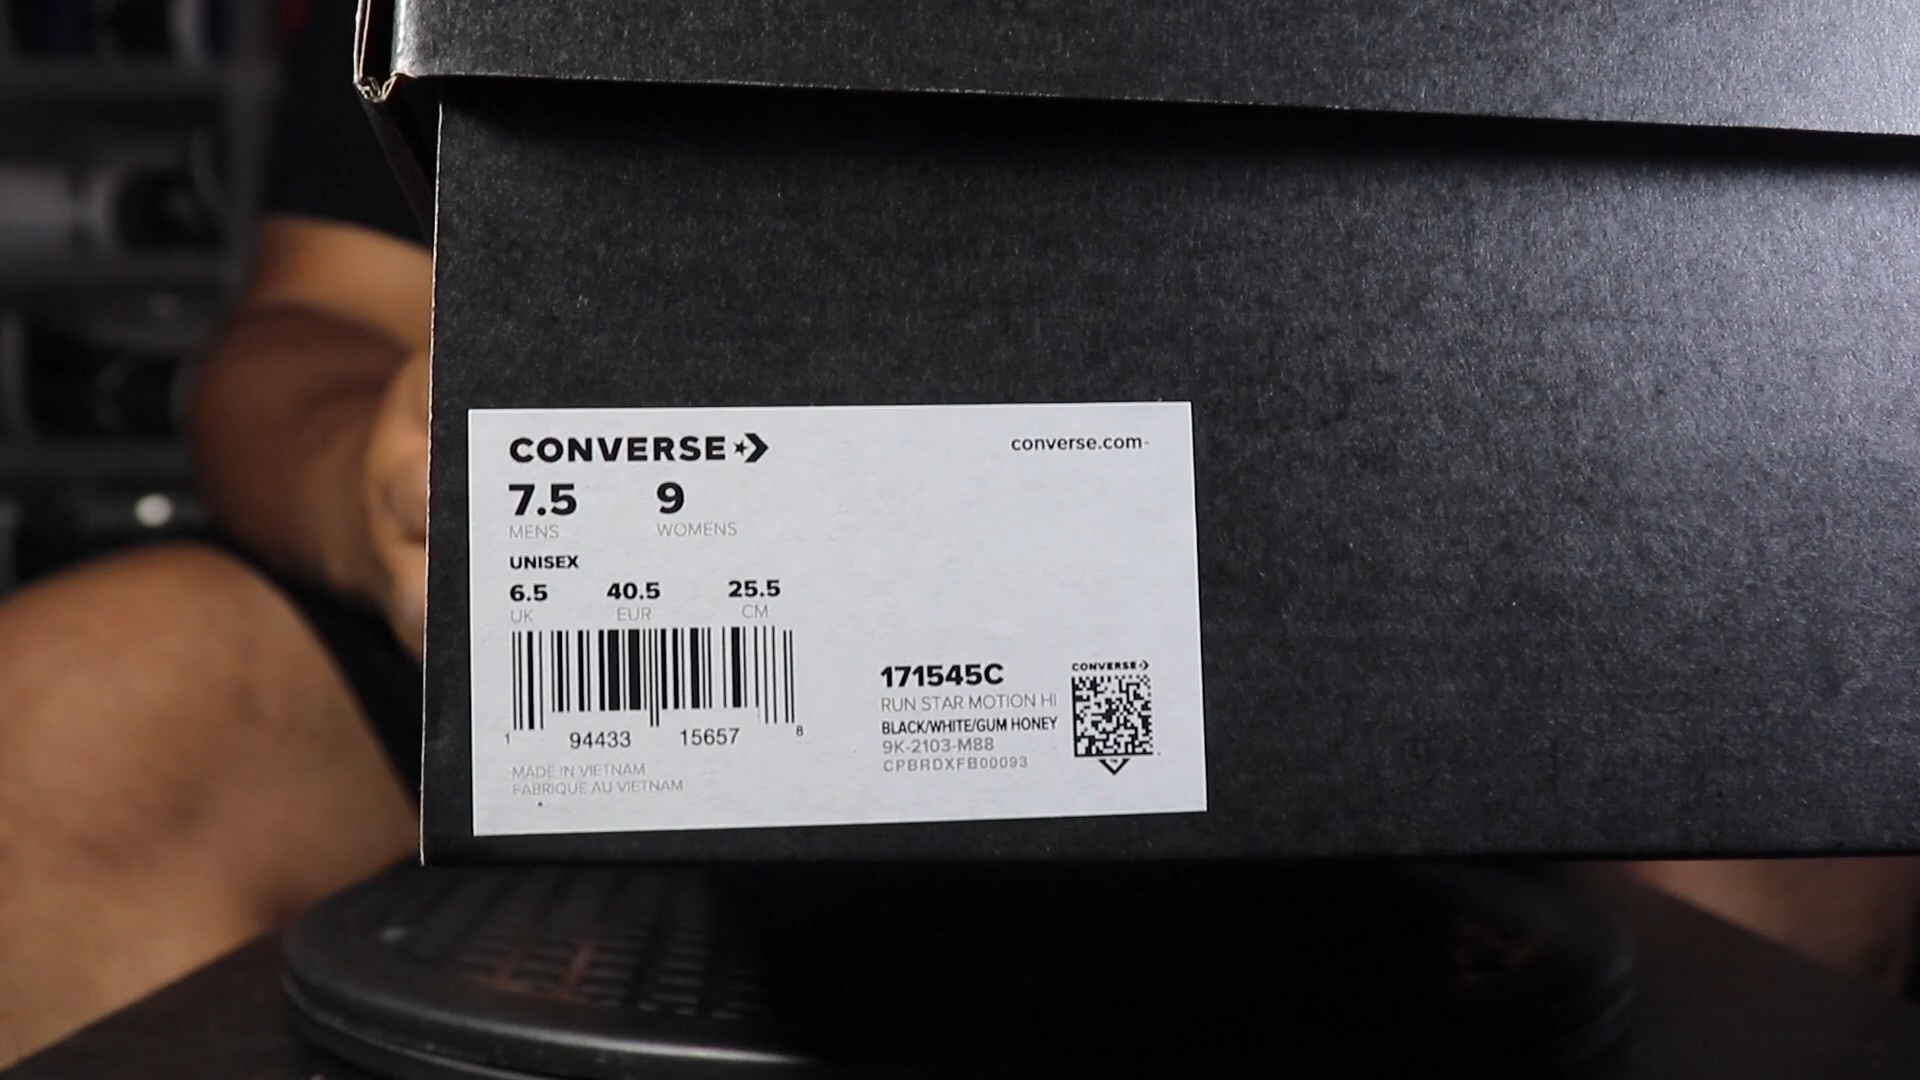 CONVERSE
converse.com
7.5 9
MENS WOMENS
UNISEX
6.5 40.5 25.5
UK EUR CM
1 94433 15657 8
MADE IN VIETNAM
FABRIQUE AU VIETNAM
171545C
RUN STAR MOTION HI
BLACK/WHITE/GUM HONEY
9K-2103-M88
CPBRDXFB00093
CONVERSE